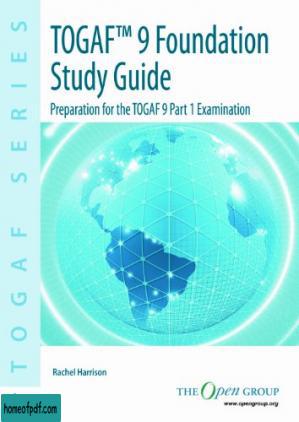 TOGAF SERIES
TOGAF™ 9 Foundation
Study Guide
Preparation for the TOGAF 9 Part 1 Examination
Rachel Harrison
THE Open GROUP
www.opengroup.org
homeofpdf.com